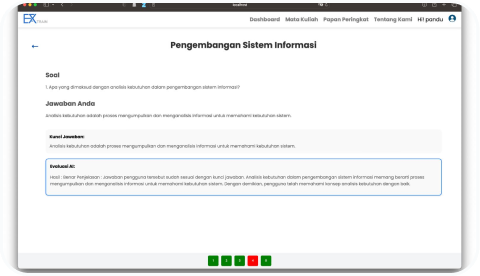 localhost
EX
Dashboard Mata Kuliah Papan Peringkat Tentang Kami Hi! pandu
Pengembangan Sistem Informasi
Soal
1. Apa yang dimaksud dengan analisis kebutuhan dalam pengembangan sistem informasi?
Jawaban Anda
Analisis kebutuhan adalah proses mengumpulkan dan menganalisis informasi untuk memahami kebutuhan sistem.
Kunci Jawaban:
Analisis kebutuhan adalah proses mengumpulkan dan menganalisis informasi untuk memahami kebutuhan sistem.
Evaluasi AI:
Hasil : Benar Penjelasan : Jawaban pengguna tersebut sudah sesuai dengan kunci jawaban. Analisis kebutuhan dalam pengembangan sistem informasi memang berarti proses
mengumpulkan dan menganalisis informasi untuk memahami kebutuhan sistem. Dengan demikian, pengguna telah memahami konsep analisis kebutuhan dengan baik.
1 2 3 4 5